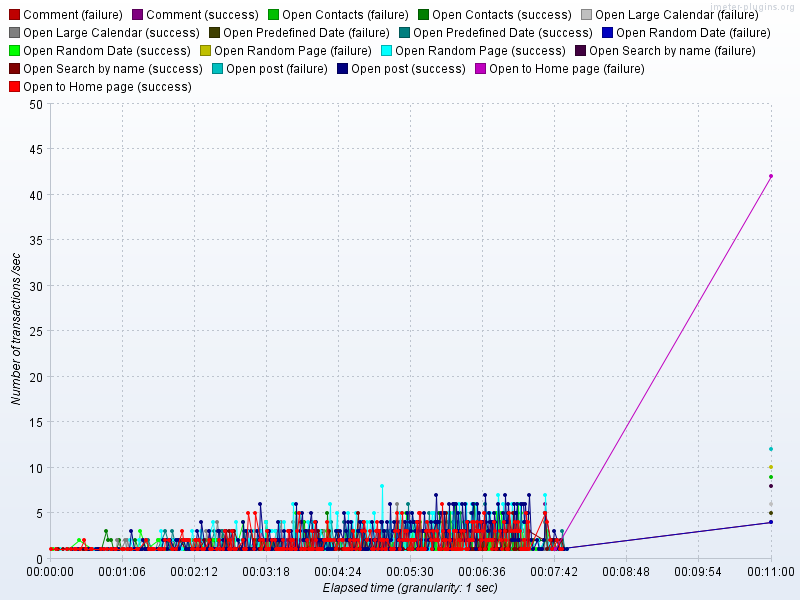 jmeter-plugins.org
Comment (failure) Comment (success) Open Contacts (failure) Open Contacts (success) Open Large Calendar (failure)
Open Large Calendar (success) Open Predefined Date (failure) Open Predefined Date (success) Open Random Date (failure)
Open Random Date (success) Open Random Page (failure) Open Random Page (success) Open Search by name (failure)
Open Search by name (success) Open post (failure) Open post (success) Open to Home page (failure)
Open to Home page (success)
50
45
40
35
30
25
20
15
10
5
0
Number of transactions /sec
00:00:00 00:01:06 00:02:12 00:03:18 00:04:24 00:05:30 00:06:36 00:07:42 00:08:48 00:09:54 00:11:00
Elapsed time (granularity: 1 sec)